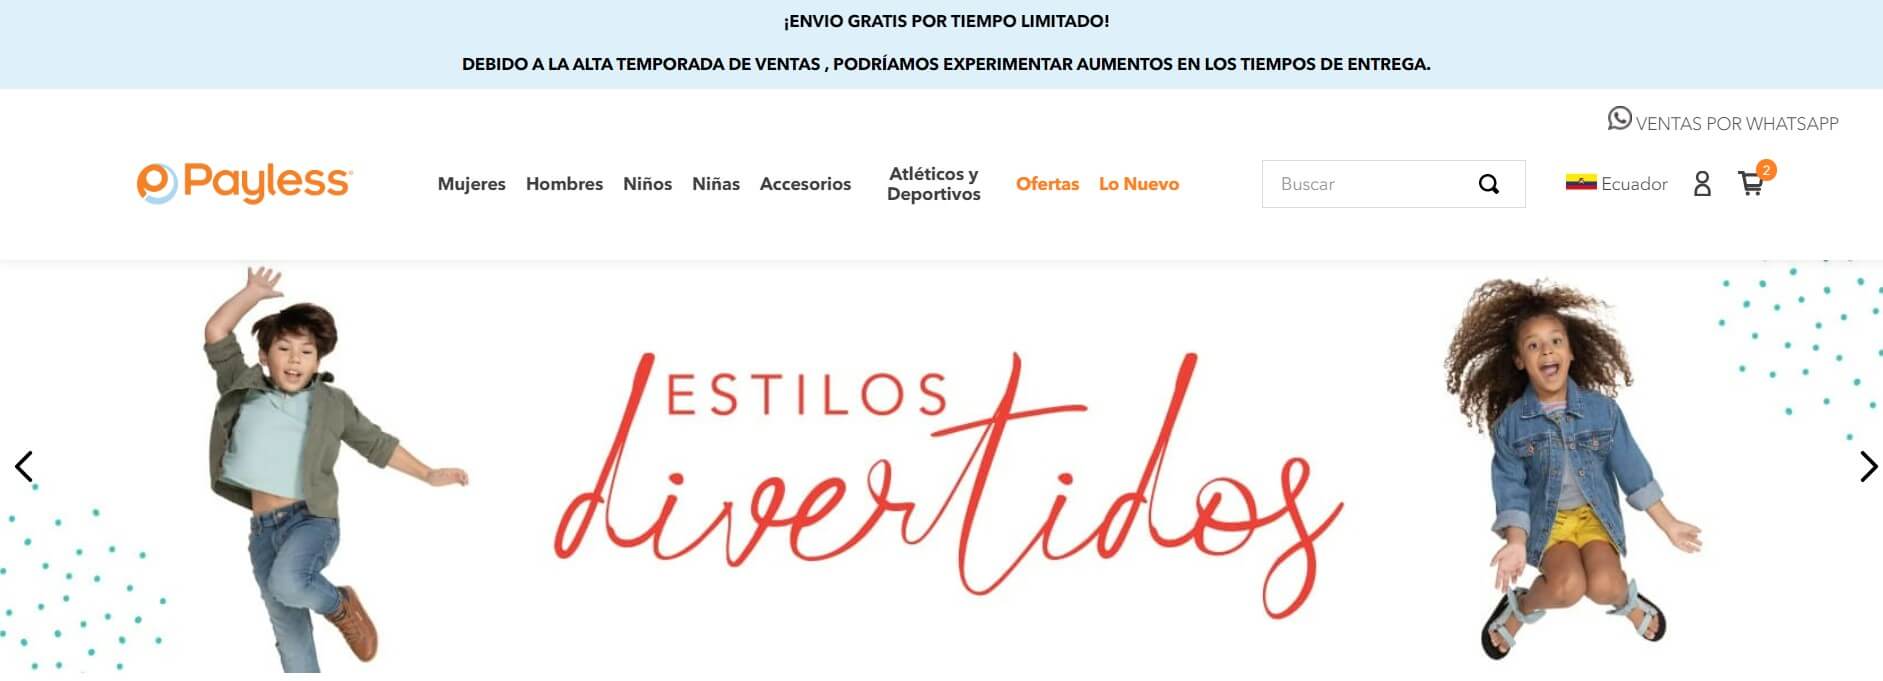 ¡ENVIO GRATIS POR TIEMPO LIMITADO!
DEBIDO A LA ALTA TEMPORADA DE VENTAS , PODRÍAMOS EXPERIMENTAR AUMENTOS EN LOS TIEMPOS DE ENTREGA.
VENTAS POR WHATSAPP
Payless
Mujeres Hombres Niños Niñas Accesorios
Atléticos y
Deportivos
Ofertas Lo Nuevo
Buscar
Ecuador
2
ESTILOS
divertidos